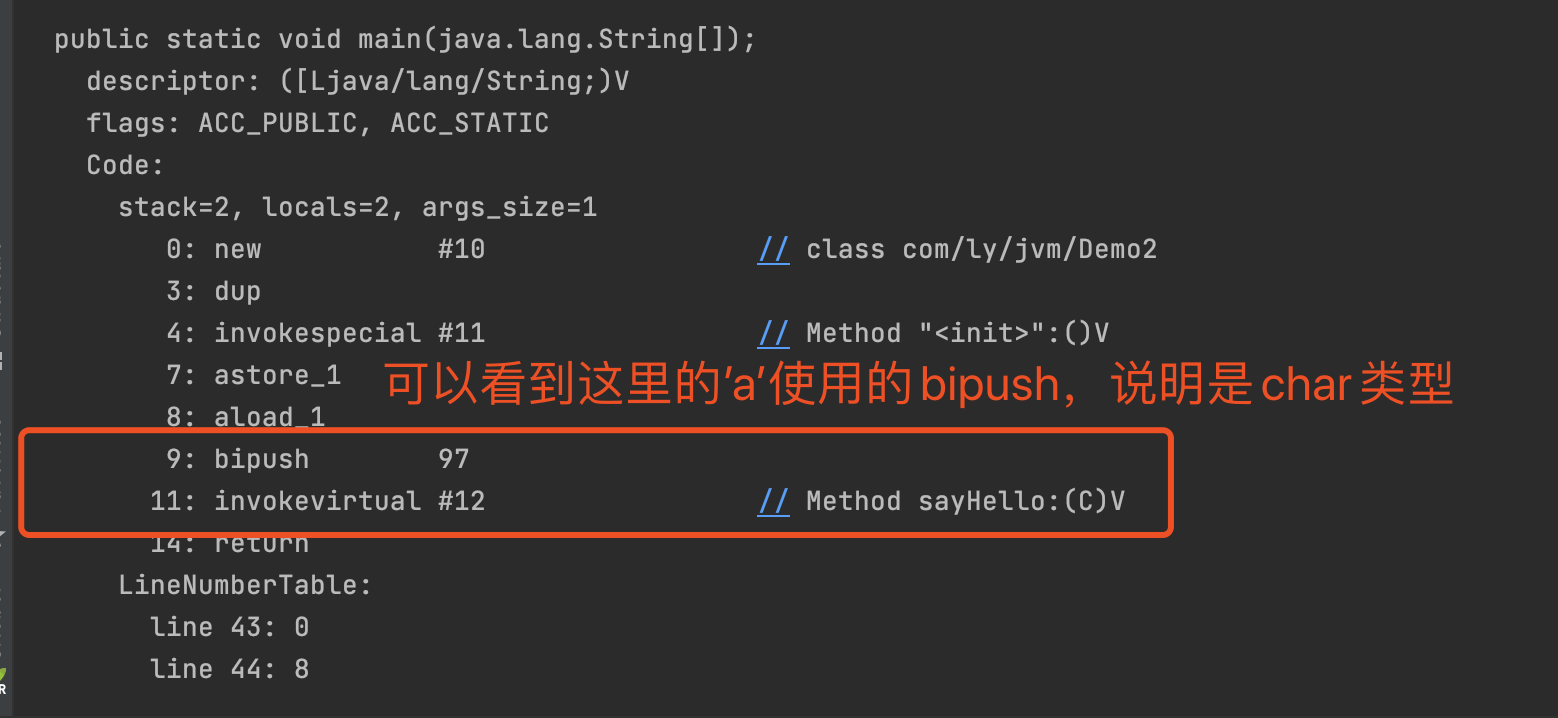 public static void main(java.lang.String[]);
descriptor: ([Ljava/lang/String;)V
flags: ACC_PUBLIC, ACC_STATIC
Code:
stack=2, locals=2, args_size=1
0: new #10 // class com/ly/jvm/Demo2
3: dup
4: invokespecial #11 // Method "<init>":()V
7: astore_1
可以看到这里的'a'使用的bipush，说明是char类型
8: aload_1
9: bipush 97
11: invokevirtual #12 // Method sayHello:(C)V
14: return
LineNumberTable:
line 43: 0
line 44: 8